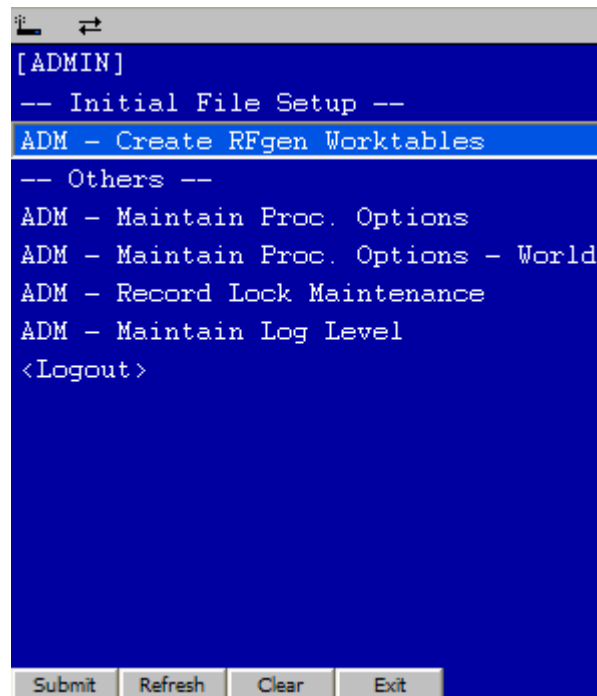 [ADMIN]
-- Initial File Setup --
ADM - Create RFgen Worktables
-- Others --
ADM - Maintain Proc. Options
ADM - Maintain Proc. Options - World
ADM - Record Lock Maintenance
ADM - Maintain Log Level
<Logout>
Submit Refresh Clear Exit